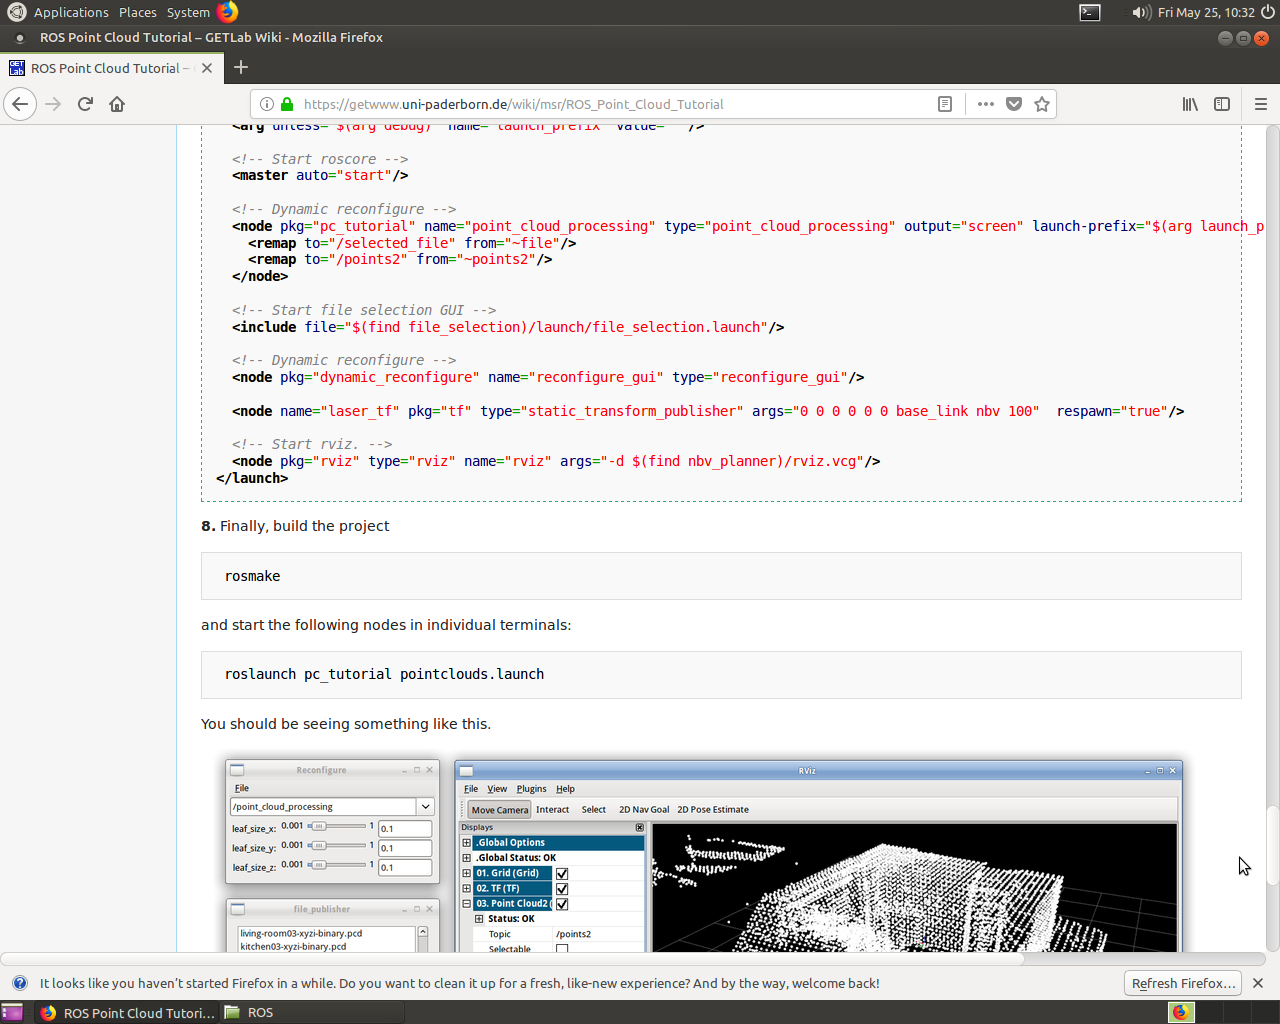 Applications Places System Fri May 25, 10:32
ROS Point Cloud Tutorial – GETLab Wiki - Mozilla Firefox
GET Lab ROS Point Cloud Tutorial –
https://getwww.uni-paderborn.de/wiki/msr/ROS_Point_Cloud_Tutorial
<arg unless="$(arg debug)" name="launch_prefix" value="" />
<!-- Start roscore -->
<master auto="start"/>
<!-- Dynamic reconfigure -->
<node pkg="pc_tutorial" name="point_cloud_processing" type="point_cloud_processing" output="screen" launch-prefix="$(arg launch_p
<remap to="/selected_file" from="~file"/>
<remap to="/points2" from="~points2"/>
</node>
<!-- Start file selection GUI -->
<include file="$(find file_selection)/launch/file_selection.launch"/>
<!-- Dynamic reconfigure -->
<node pkg="dynamic_reconfigure" name="reconfigure_gui" type="reconfigure_gui"/>
<node name="laser_tf" pkg="tf" type="static_transform_publisher" args="0 0 0 0 0 0 base_link nbv 100"  respawn="true"/>
<!-- Start rviz. -->
<node pkg="rviz" type="rviz" name="rviz" args="-d $(find nbv_planner)/rviz.vcg"/>
</launch>
8. Finally, build the project
rosmake
and start the following nodes in individual terminals:
roslaunch pc_tutorial pointclouds.launch
You should be seeing something like this.
Reconfigure
File
/point_cloud_processing
leaf_size_x: 0.001 1 0.1
leaf_size_y: 0.001 1 0.1
leaf_size_z: 0.001 1 0.1
file_publisher
living-room03-xyzi-binary.pcd
kitchen03-xyzi-binary.pcd
RViz
File View Plugins Help
Move Camera Interact Select 2D Nav Goal 2D Pose Estimate
Displays
.Global Options
.Global Status: OK
01. Grid (Grid)
02. TF (TF)
03. Point Cloud2 (
Status: OK
Topic /points2
Selectable
It looks like you haven’t started Firefox in a while. Do you want to clean it up for a fresh, like-new experience? And by the way, welcome back! Refresh Firefox…
ROS Point Cloud Tutori… ROS